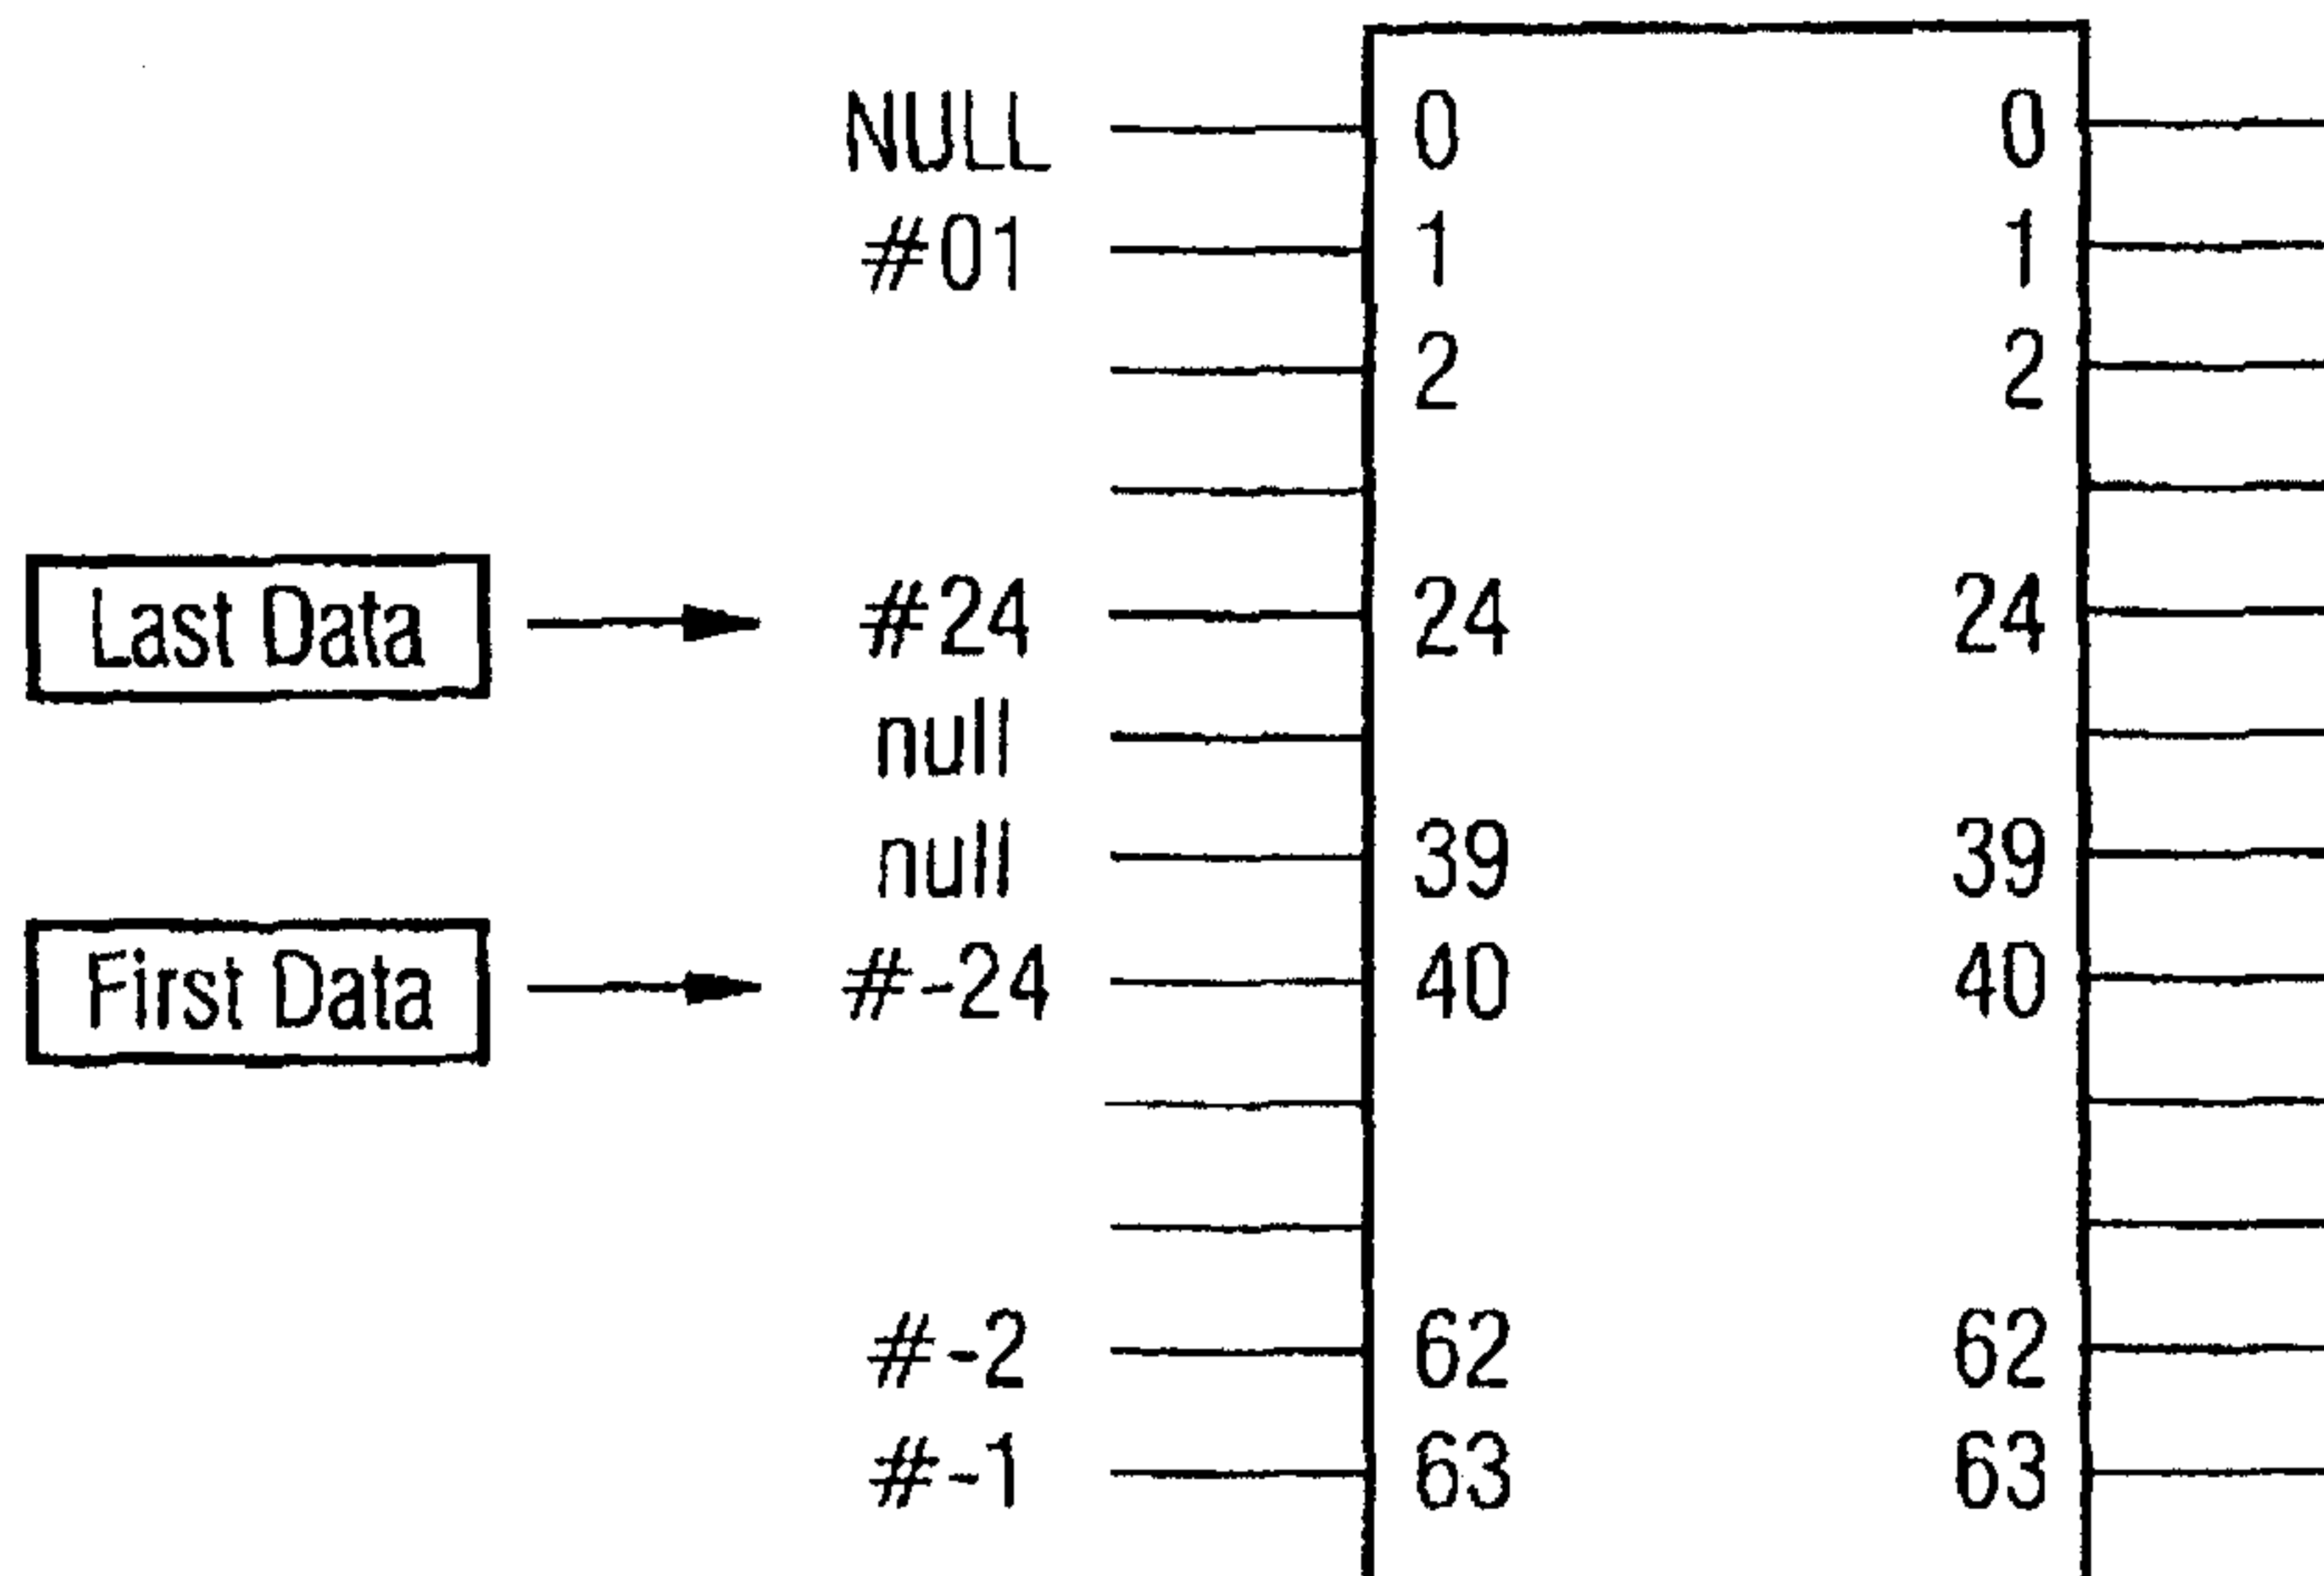 NULL 0 0
#01 1 1
2 2
Last Data #24 24 24
null
null 39 39
First Data #-24 40 40
#-2 62 62
#-1 63 63